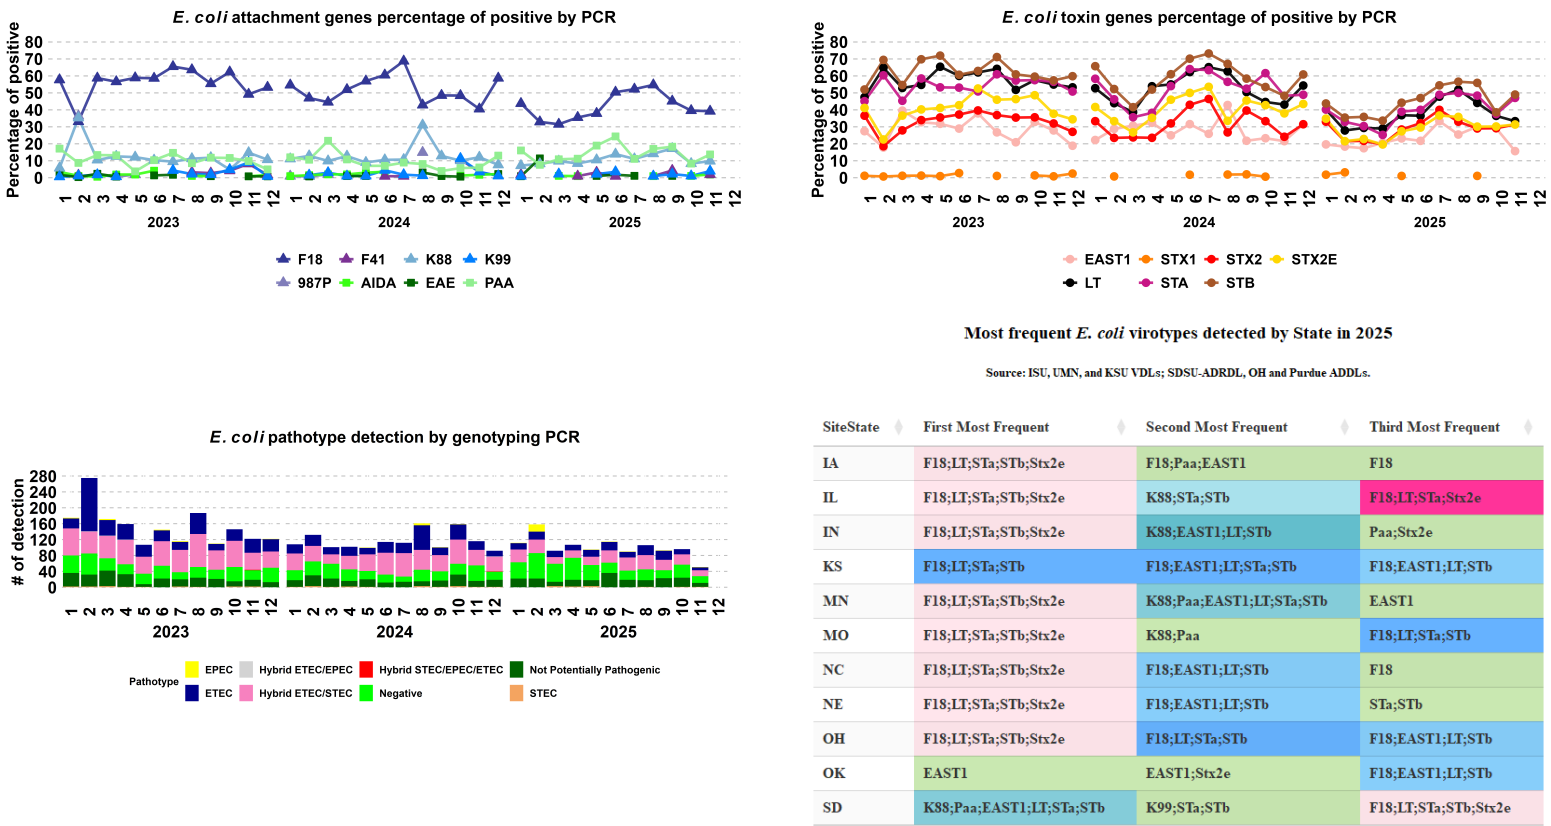 E. coli attachment genes percentage of positive by PCR
Percentage of positive
80
70
60
50
40
30
20
10
0
1 2 3 4 5 6 7 8 9 10 11 12 1 2 3 4 5 6 7 8 9 10 11 12 1 2 3 4 5 6 7 8 9 10 11 12
2023 2024 2025
F18 F41 K88 K99
987P AIDA EAE PAA
E. coli toxin genes percentage of positive by PCR
Percentage of positive
80
70
60
50
40
30
20
10
0
1 2 3 4 5 6 7 8 9 10 11 12 1 2 3 4 5 6 7 8 9 10 11 12 1 2 3 4 5 6 7 8 9 10 11 12
2023 2024 2025
EAST1 STX1 STX2 STX2E
LT STA STB
E. coli pathotype detection by genotyping PCR
# of detection
280
240
200
160
120
80
40
0
1 2 3 4 5 6 7 8 9 10 11 12 1 2 3 4 5 6 7 8 9 10 11 12 1 2 3 4 5 6 7 8 9 10 11 12
2023 2024 2025
Pathotype
EPEC Hybrid ETEC/EPEC Hybrid STEC/EPEC/ETEC Not Potentially Pathogenic
ETEC Hybrid ETEC/STEC Negative STEC
Most frequent E. coli virotypes detected by State in 2025
Source: ISU, UMN, and KSU VDLs; SDSU-ADRDL, OH and Purdue ADDLs.
SiteState First Most Frequent Second Most Frequent Third Most Frequent
IA F18;LT;STa;STb;Stx2e F18;Paa;EAST1 F18
IL F18;LT;STa;STb;Stx2e K88;STa;STb F18;LT;STa;Stx2e
IN F18;LT;STa;STb;Stx2e K88;EAST1;LT;STb Paa;Stx2e
KS F18;LT;STa;STb F18;EAST1;LT;STa;STb F18;EAST1;LT;STb
MN F18;LT;STa;STb;Stx2e K88;Paa;EAST1;LT;STa;STb EAST1
MO F18;LT;STa;STb;Stx2e K88;Paa F18;LT;STa;STb
NC F18;LT;STa;STb;Stx2e F18;EAST1;LT;STb F18
NE F18;LT;STa;STb;Stx2e F18;EAST1;LT;STb STa;STb
OH F18;LT;STa;STb;Stx2e F18;LT;STa;STb F18;EAST1;LT;STb
OK EAST1 EAST1;Stx2e F18;EAST1;LT;STb
SD K88;Paa;EAST1;LT;STa;STb K99;STa;STb F18;LT;STa;STb;Stx2e